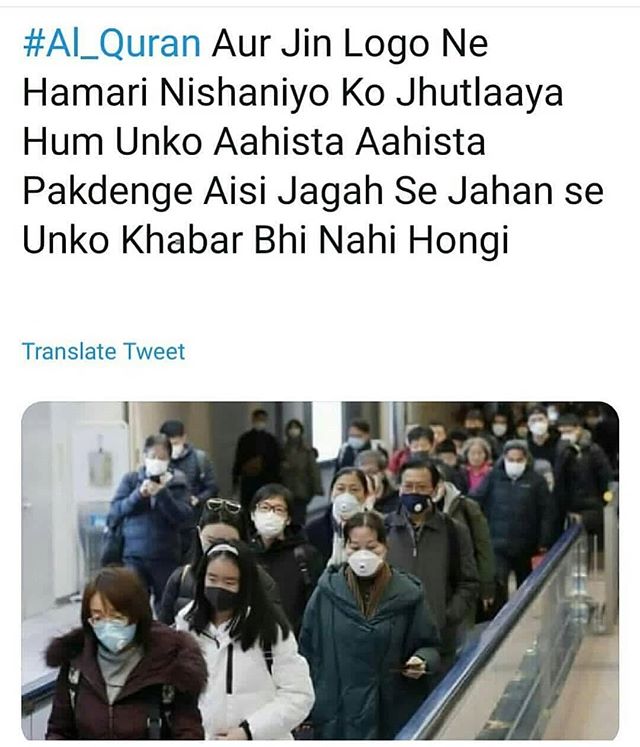 #Al_Quran Aur Jin Logo Ne
Hamari Nishaniyo Ko Jhutlaaya
Hum Unko Aahista Aahista
Pakdenge Aisi Jagah Se Jahan se
Unko Khabar Bhi Nahi Hongi
Translate Tweet